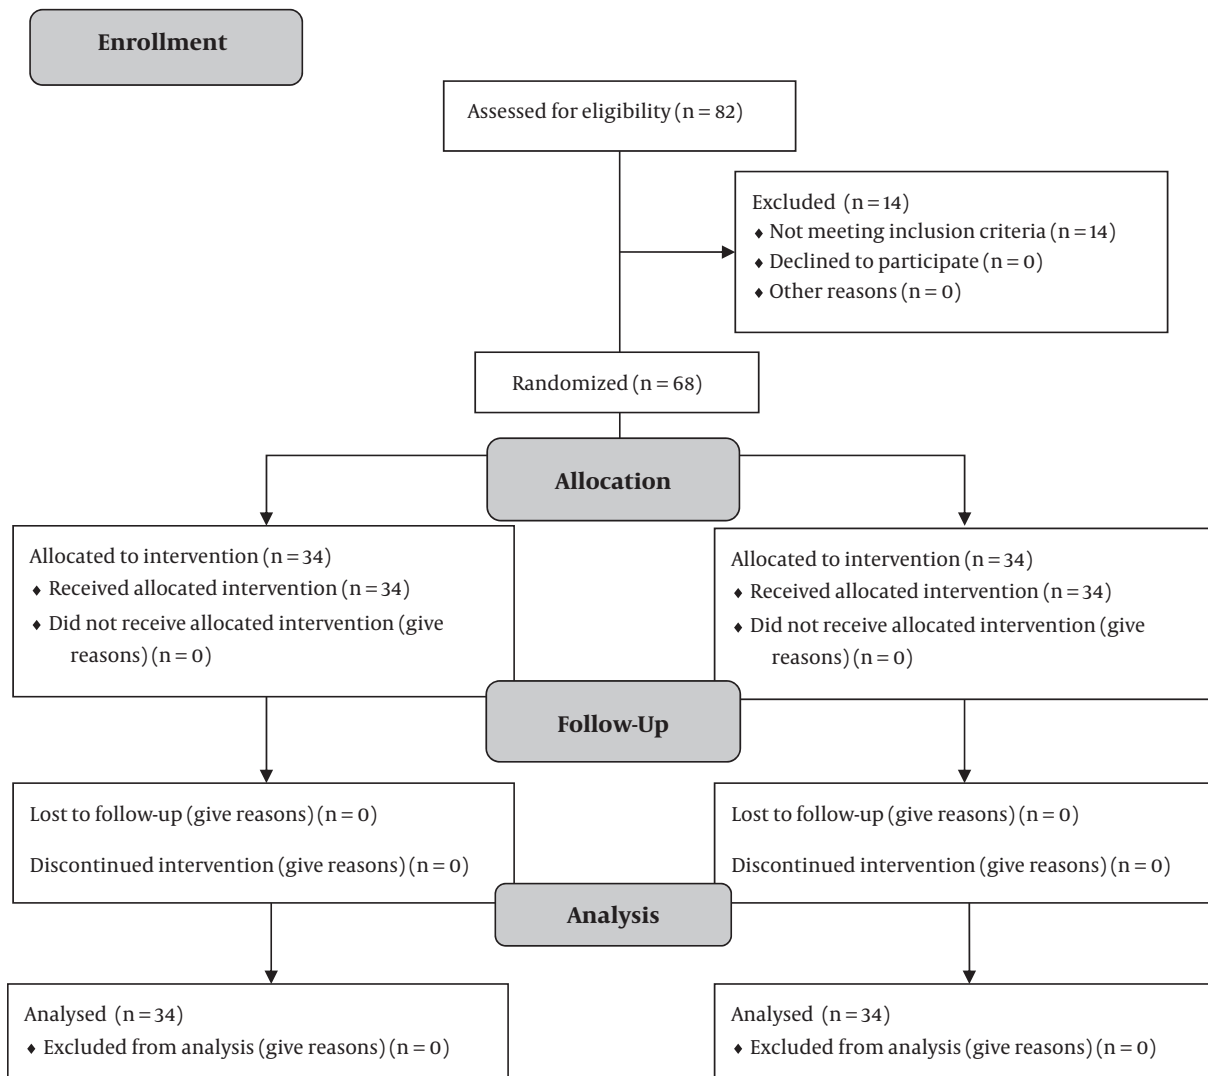 Enrollment
Assessed for eligibility (n = 82)
Excluded (n = 14)
♦ Not meeting inclusion criteria (n = 14)
♦ Declined to participate (n = 0)
♦ Other reasons (n = 0)
Randomized (n = 68)
Allocation
Allocated to intervention (n = 34)
♦ Received allocated intervention (n = 34)
♦ Did not receive allocated intervention (give
reasons) (n = 0)
Allocated to intervention (n = 34)
♦ Received allocated intervention (n = 34)
♦ Did not receive allocated intervention (give
reasons) (n = 0)
Follow-Up
Lost to follow-up (give reasons) (n = 0)
Discontinued intervention (give reasons) (n = 0)
Lost to follow-up (give reasons) (n = 0)
Discontinued intervention (give reasons) (n = 0)
Analysis
Analysed (n = 34)
♦ Excluded from analysis (give reasons) (n = 0)
Analysed (n = 34)
♦ Excluded from analysis (give reasons) (n = 0)